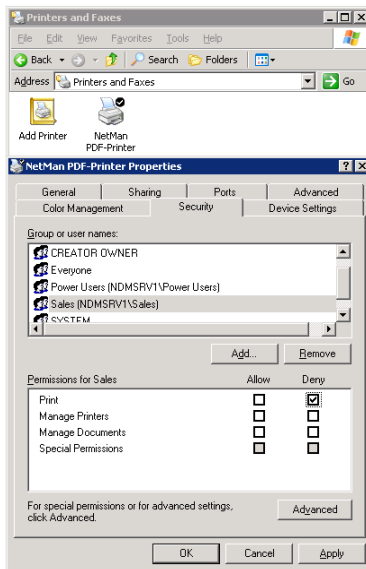 Printers and Faxes
File Edit View Favorites Tools Help
Back Search Folders
Address Printers and Faxes Go
Add Printer
NetMan
PDF-Printer
NetMan PDF-Printer Properties
General Sharing Ports Advanced
Color Management Security Device Settings
Group or user names:
CREATOR OWNER
Everyone
Power Users (NDMSRV1\Power Users)
Sales (NDMSRV1\Sales)
SYSTEM
Add... Remove
Permissions for Sales Allow Deny
Print
Manage Printers
Manage Documents
Special Permissions
For special permissions or for advanced settings,
click Advanced.
Advanced
OK Cancel Apply